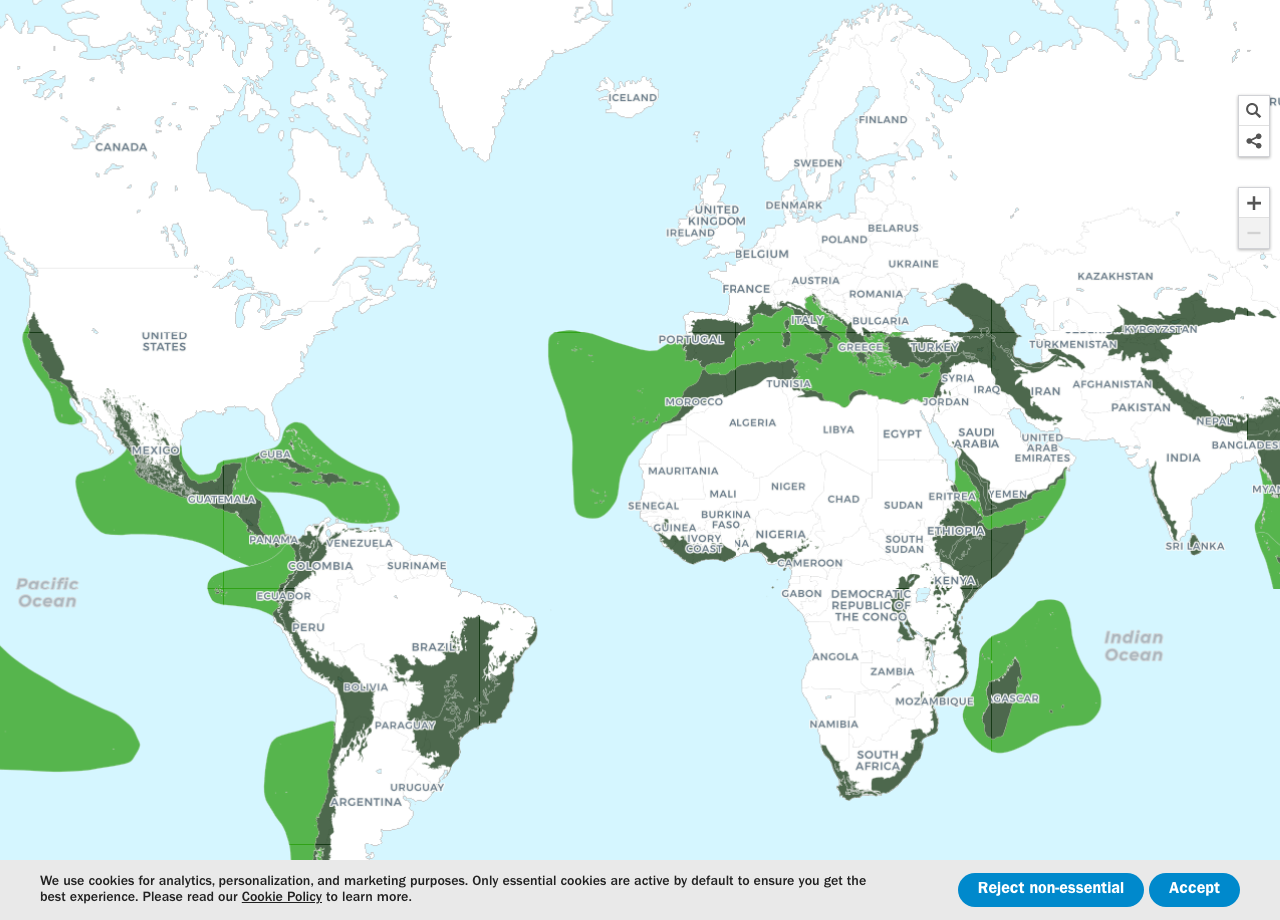 ICELAND
FINLAND
CANADA
SWEDEN
DENMARK
UNITED
KINGDOM
IRELAND
BELARUS
POLAND
BELGIUM
UKRAINE
KAZAKHSTAN
AUSTRIA
FRANCE
ROMANIA
ITALY
BULGARIA
KYRGYZSTAN
UNITED
STATES
PORTUGAL
GREECE
TURKEY
TURKMENISTAN
TUNISIA
SYRIA
IRAQ
IRAN
AFGHANISTAN
MOROCCO
JORDAN
PAKISTAN
ALGERIA
LIBYA
EGYPT
SAUDI
ARABIA
NEPAL
UNITED
ARAB
EMIRATES
BANGLADESH
MEXICO
CUBA
INDIA
MAURITANIA
NIGER
MALI
CHAD
SUDAN
ERITREA
YEMEN
GUATEMALA
SENEGAL
BURKINA
FASO
GUINEA
NIGERIA
ETHIOPIA
IVORY
COAST
NA
SOUTH
SUDAN
PANAMA
VENEZUELA
SRI LANKA
COLOMBIA
SURINAME
CAMEROON
KENYA
Pacific
Ocean
ECUADOR
GABON
DEMOCRATIC
REPUBLIC OF
THE CONGO
PERU
BRAZIL
Indian
Ocean
ANGOLA
ZAMBIA
BOLIVIA
MOZAMBIQUE
GASCAR
PARAGUAY
NAMIBIA
SOUTH
AFRICA
URUGUAY
ARGENTINA
We use cookies for analytics, personalization, and marketing purposes. Only essential cookies are active by default to ensure you get the
best experience. Please read our Cookie Policy to learn more.
Reject non-essential
Accept